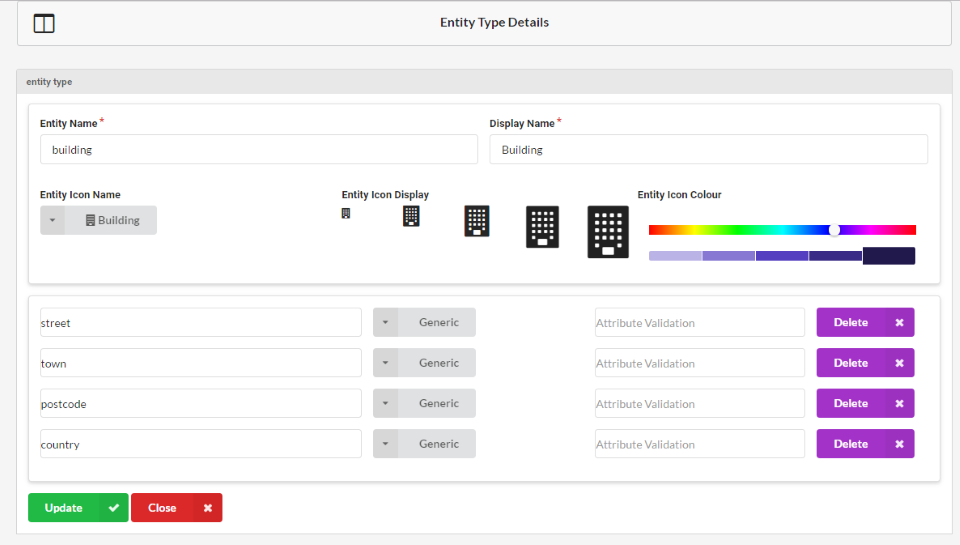 Entity Type Details
entity type
Entity Name * Display Name *
building Building
Entity Icon Name Entity Icon Display Entity Icon Colour
Building
street Generic Attribute Validation Delete
town Generic Attribute Validation Delete
postcode Generic Attribute Validation Delete
country Generic Attribute Validation Delete
Update Close